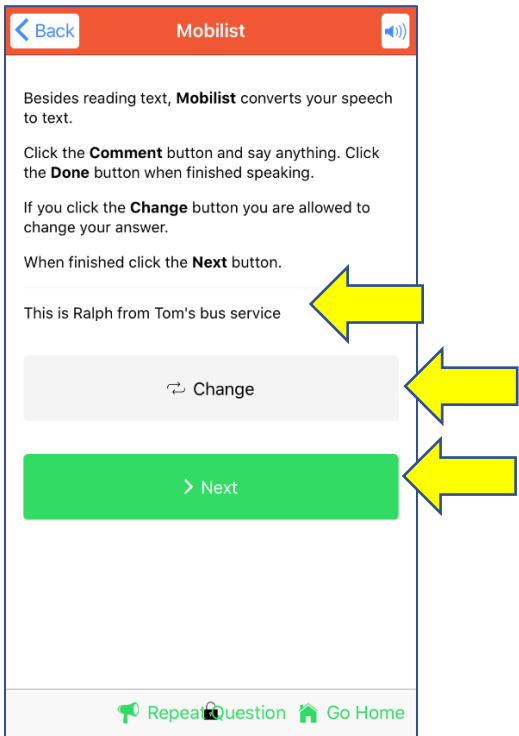 Back Mobilist
Besides reading text, Mobilist converts your speech
to text.
Click the Comment button and say anything. Click
the Done button when finished speaking.
If you click the Change button you are allowed to
change your answer.
When finished click the Next button.
This is Ralph from Tom's bus service
Change
Next
Repeat Question Go Home